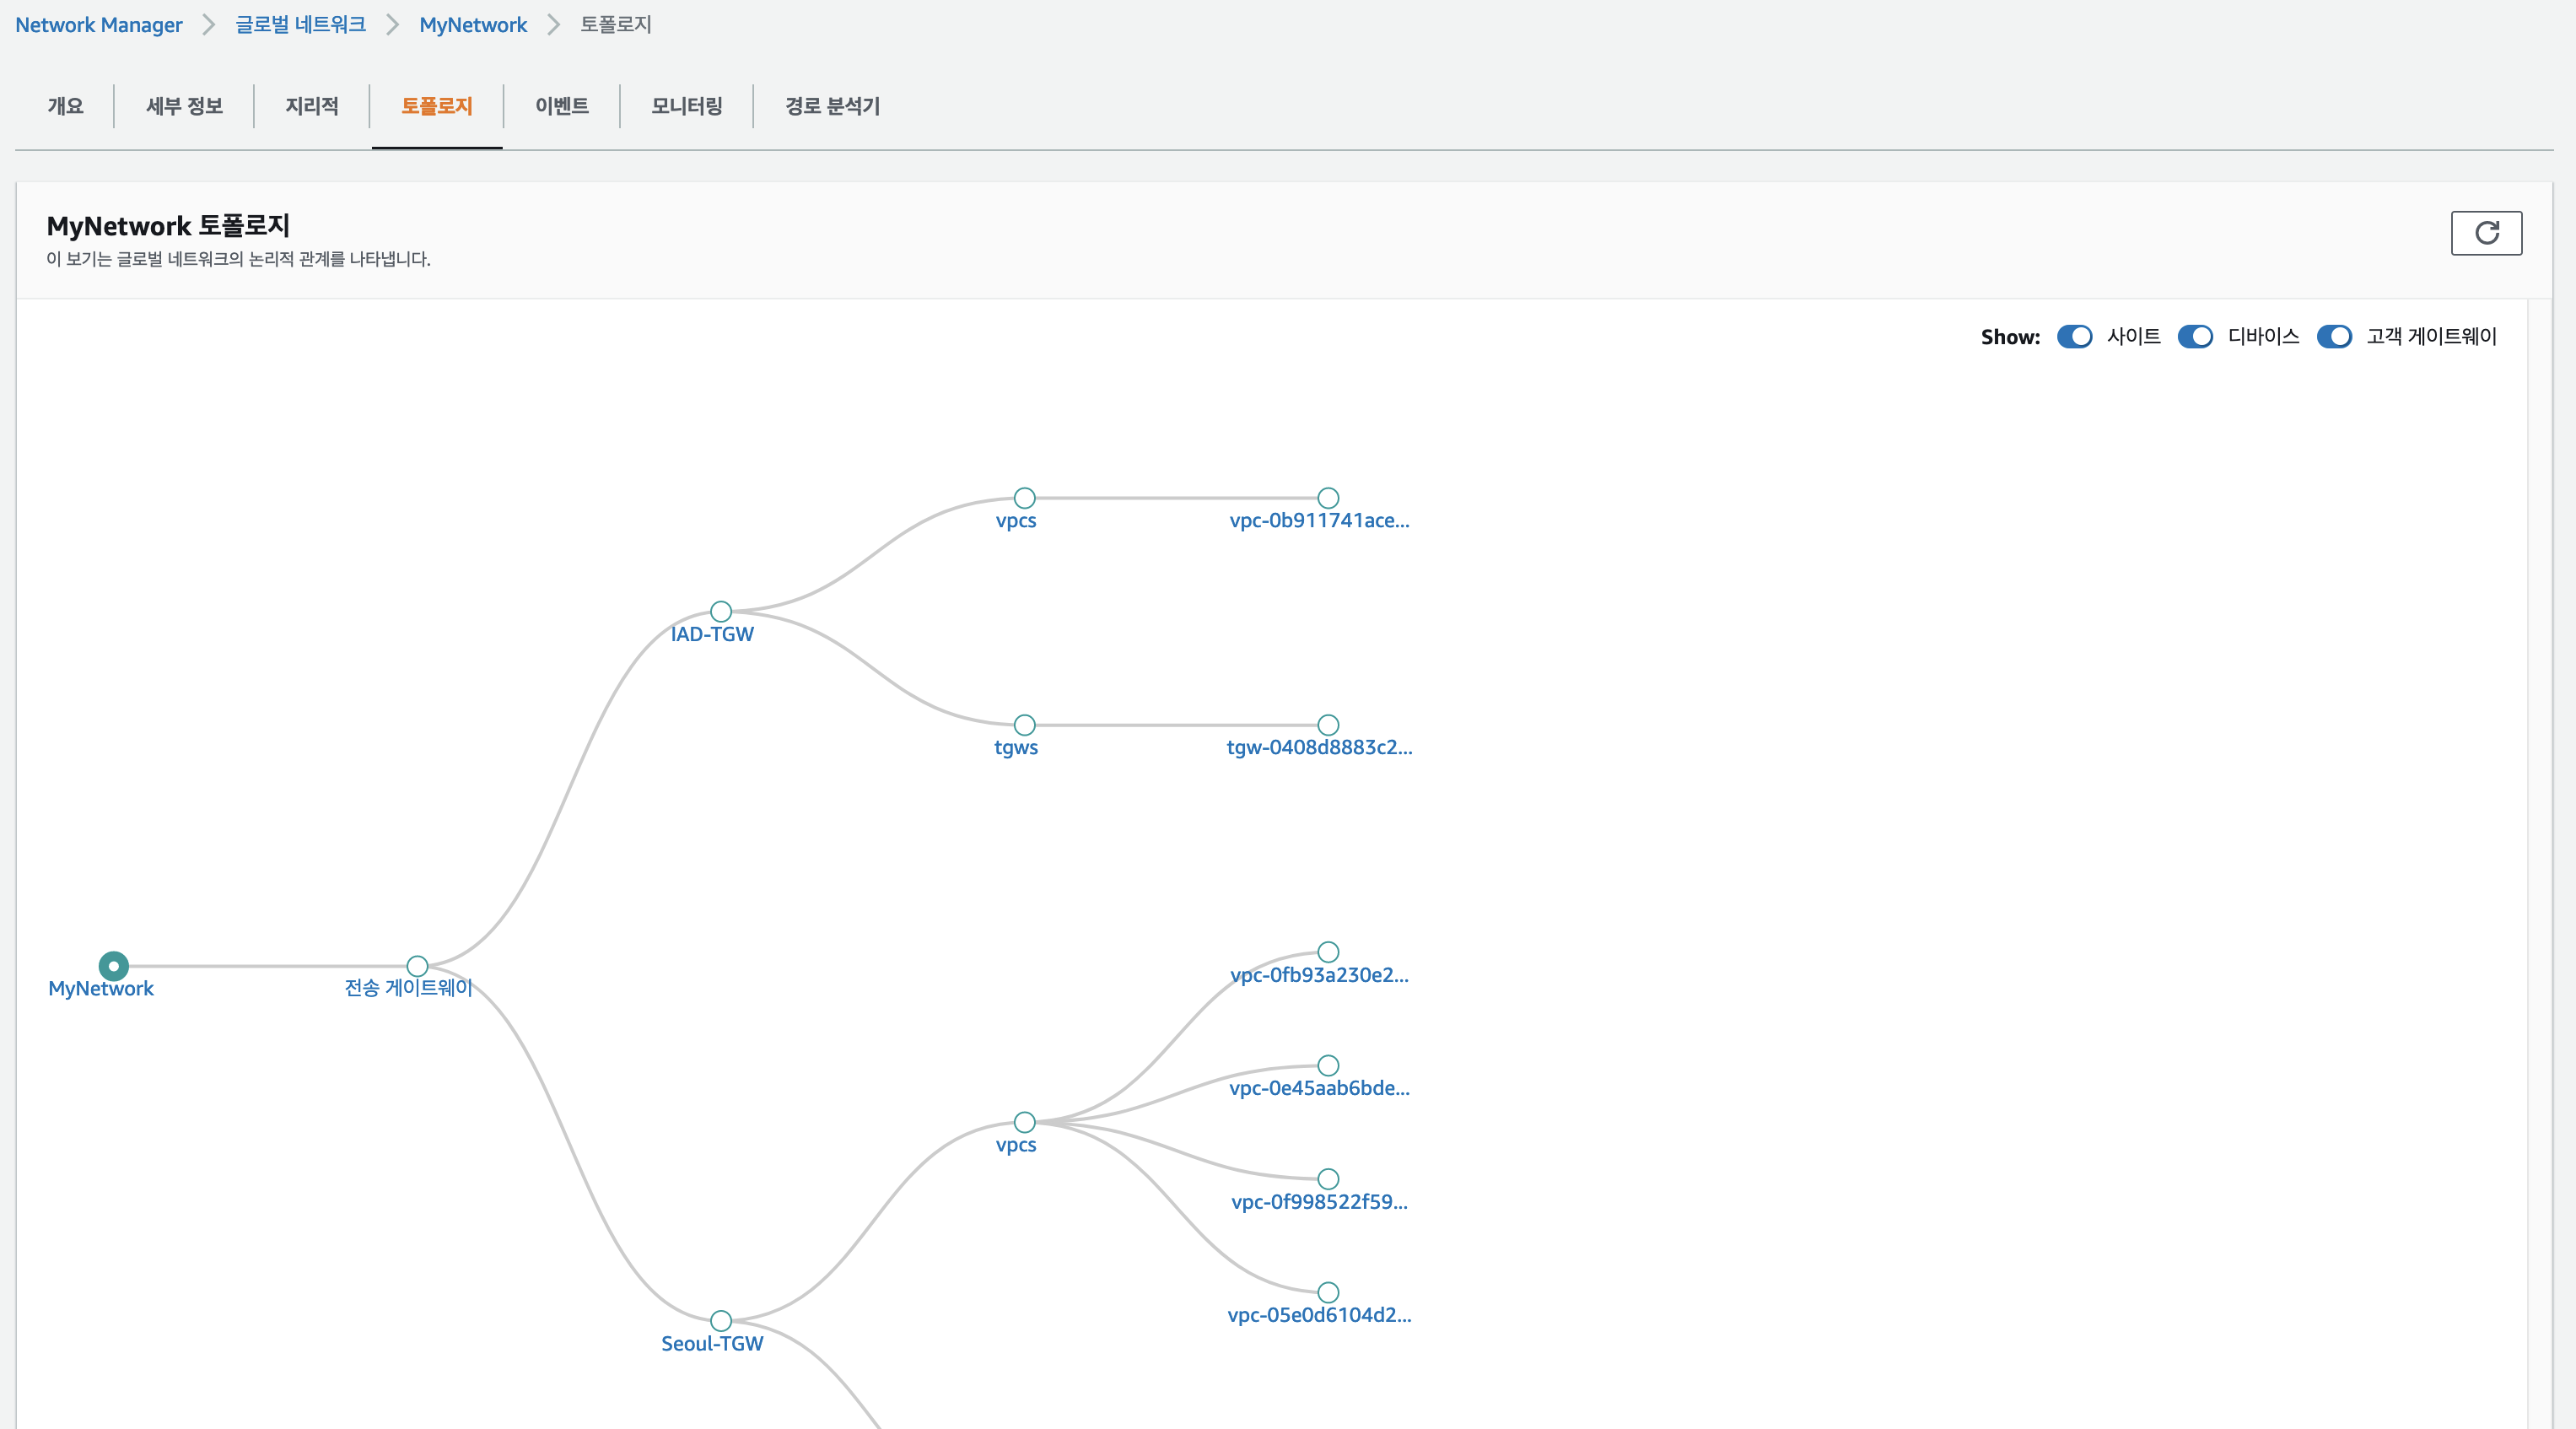 Network Manager > 글로벌 네트워크 > MyNetwork > 토폴로지
개요 세부 정보 지리적 토폴로지 이벤트 모니터링 경로 분석기
MyNetwork 토폴로지
이 보기는 글로벌 네트워크의 논리적 관계를 나타냅니다.
Show: 사이트 디바이스 고객 게이트웨이
vpcs vpc-0b911741ace...
IAD-TGW
tgws tgw-0408d8883c2...
vpc-0fb93a230e2...
MyNetwork 전송 게이트웨이
vpc-0e45aab6bde...
vpcs
vpc-0f998522f59...
vpc-05e0d6104d2...
Seoul-TGW